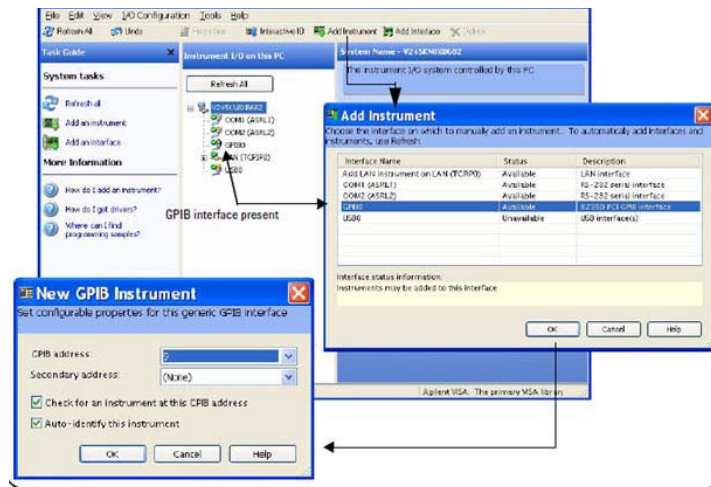 File Edit View I/O Configuration Tools Help
Refresh All Undo Properties Interactive IO Add Instrument Add Interface Delete
Task Guide
Instrument I/O on this PC
System tasks
Refresh all
Add an instrument
Add an interface
More Information
How do I add an instrument?
How do I get drivers?
Where can I find
programming samples?
Refresh All
COM1 (ASRL1)
COM2 (ASRL2)
GPIB0
LAN (TCPIP0)
USB0
GPIB interface present
The instrument I/O system controlled by this PC
Add Instrument
Choose the interface on which to manually add an instrument. To automatically add interfaces and
instruments, use Refresh
Interface Name Status Description
Add LAN instrument on LAN (TCPIP0) Available LAN interface
COM1 (ASRL1) Available RS-232 serial interface
COM2 (ASRL2) Available RS-232 serial interface
GPIB0 Available 82350 PCI GPIB interface
USB0 Unavailable USB interface(s)
Interface status information:
Instruments may be added to this interface
OK Cancel Help
New GPIB Instrument
Set configurable properties for this generic GPIB interface
GPIB address: 9
Secondary address: (None)
Check for an instrument at this GPIB address
Auto-identify this instrument
OK Cancel Help
Agilent VISA: The primary VISA library